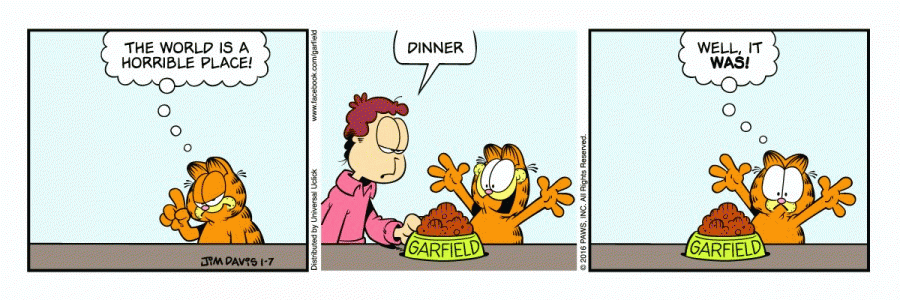 THE WORLD IS A
HORRIBLE PLACE!
JIM DAVIS 1-7
www.facebook.com/garfield
Distributed by Universal Uclick
DINNER
GARFIELD
© 2016 PAWS, INC. All Rights Reserved.
WELL, IT
WAS!
GARFIELD